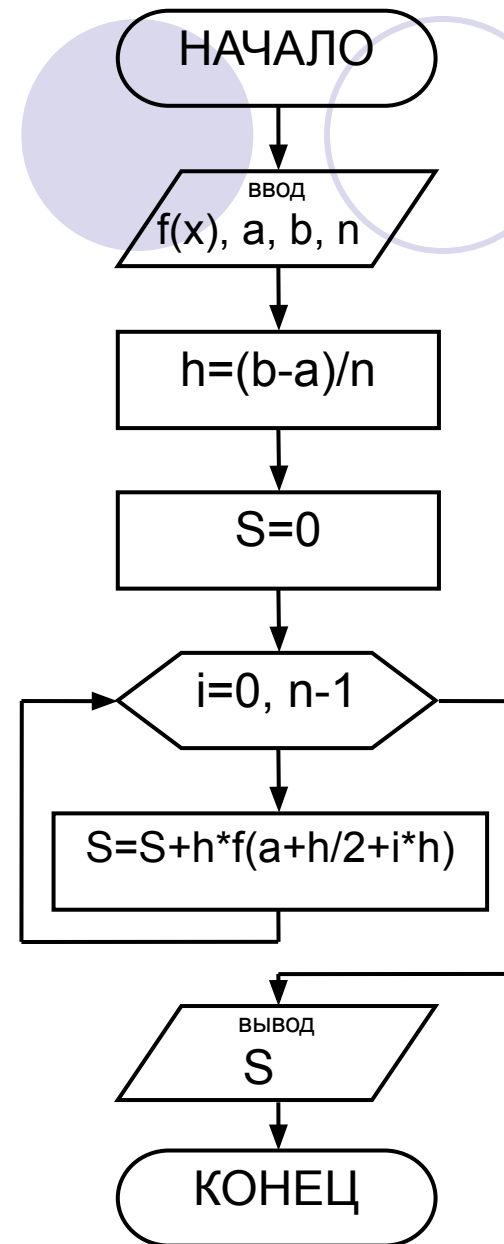 НАЧАЛО
ввод
f(x), a, b, n
h=(b-a)/n
S=0
i=0, n-1
S=S+h*f(a+h/2+i*h)
вывод
S
КОНЕЦ